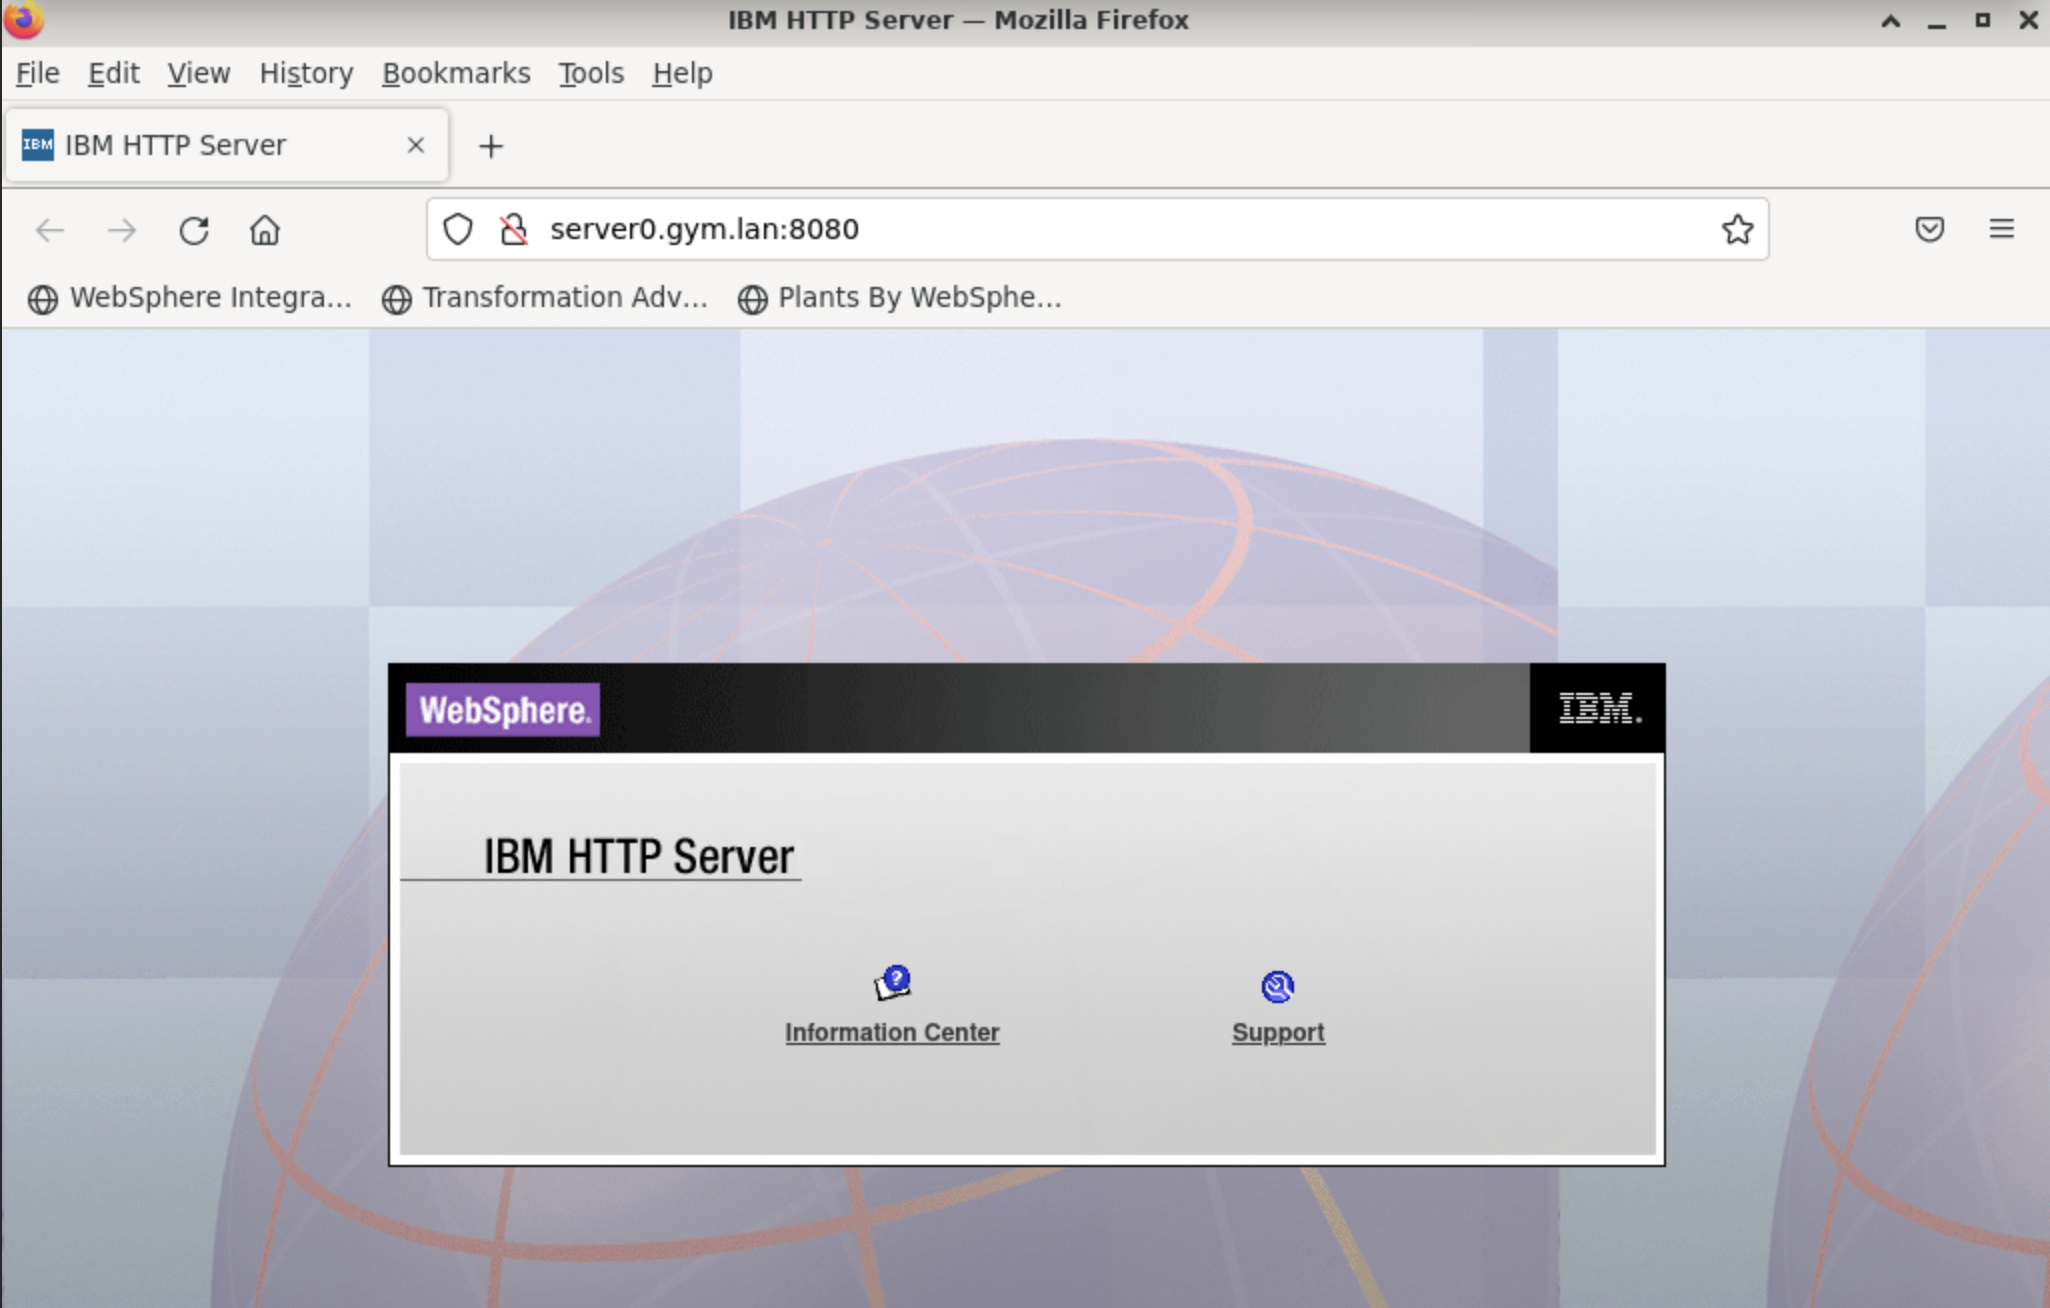 IBM HTTP Server — Mozilla Firefox
File Edit View History Bookmarks Tools Help
IBM IBM HTTP Server
server0.gym.lan:8080
WebSphere Integra... Transformation Adv... Plants By WebSphe...
WebSphere. IBM.
IBM HTTP Server
?
Information Center Support